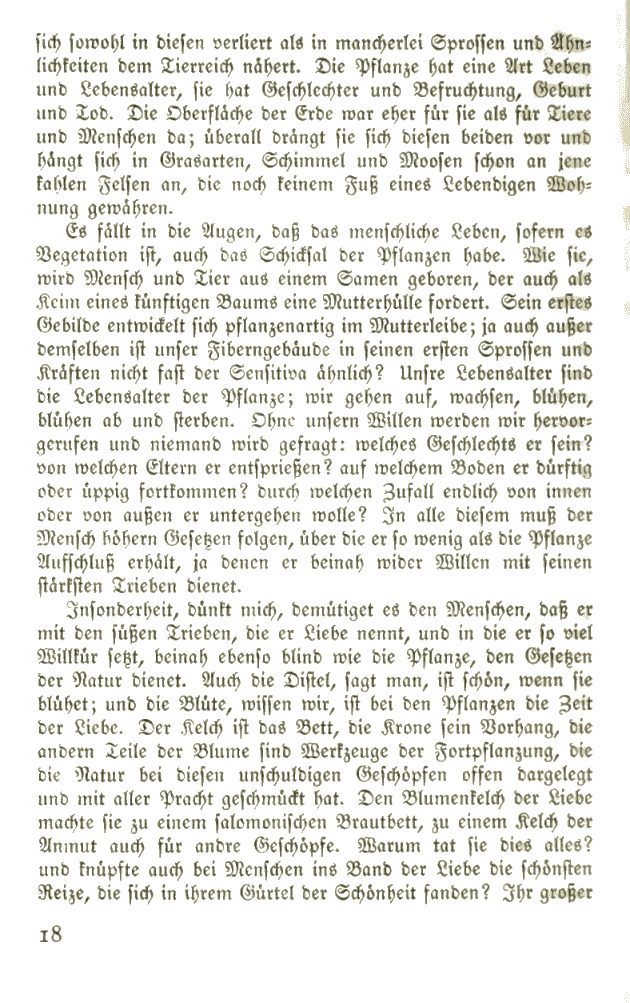 sich sowohl in diesen verliert als in mancherlei Sprossen und Ähn-
lichkeiten dem Tierreich nähert. Die Pflanze hat eine Art Leben
und Lebensalter, sie hat Geschlechter und Befruchtung, Geburt
und Tod. Die Oberfläche der Erde war eher für sie als für Tiere
und Menschen da; überall drängt sie sich diesen beiden vor und
hängt sich in Grasarten, Schimmel und Moosen schon an jene
kahlen Felsen an, die noch keinem Fuß eines Lebendigen Woh-
nung gewähren.
Es fällt in die Augen, daß das menschliche Leben, sofern es
Vegetation ist, auch das Schicksal der Pflanzen habe. Wie sie,
wird Mensch und Tier aus einem Samen geboren, der auch als
Keim eines künftigen Baums eine Mutterhülle fordert. Sein erstes
Gebilde entwickelt sich pflanzenartig im Mutterleibe; ja auch außer
demselben ist unser Fiberngebäude in seinen ersten Sprossen und
Kräften nicht fast der Sensitiva ähnlich? Unsre Lebensalter sind
die Lebensalter der Pflanze; wir gehen auf, wachsen, blühen,
blühen ab und sterben. Ohne unsern Willen werden wir hervor-
gerufen und niemand wird gefragt: welches Geschlechts er sein?
von welchen Eltern er entsprießen? auf welchem Boden er dürftig
oder üppig fortkommen? durch welchen Zufall endlich von innen
oder von außen er untergehen wolle? In alle diesem muß der
Mensch höhern Gesetzen folgen, über die er so wenig als die Pflanze
Aufschluß erhält, ja denen er beinah wider Willen mit seinen
stärksten Trieben dienet.
Insonderheit, dünkt mich, demütiget es den Menschen, daß er
mit den süßen Trieben, die er Liebe nennt, und in die er so viel
Willkür setzt, beinah ebenso blind wie die Pflanze, den Gesetzen
der Natur dienet. Auch die Distel, sagt man, ist schön, wenn sie
blühet; und die Blüte, wissen wir, ist bei den Pflanzen die Zeit
der Liebe. Der Kelch ist das Bett, die Krone sein Vorhang, die
andern Teile der Blume sind Werkzeuge der Fortpflanzung, die
die Natur bei diesen unschuldigen Geschöpfen offen dargelegt
und mit aller Pracht geschmückt hat. Den Blumenkelch der Liebe
machte sie zu einem salomonischen Brautbett, zu einem Kelch der
Anmut auch für andre Geschöpfe. Warum tat sie dies alles?
und knüpfte auch bei Menschen ins Band der Liebe die schönsten
Reize, die sich in ihrem Gürtel der Schönheit fanden? Ihr großer
18